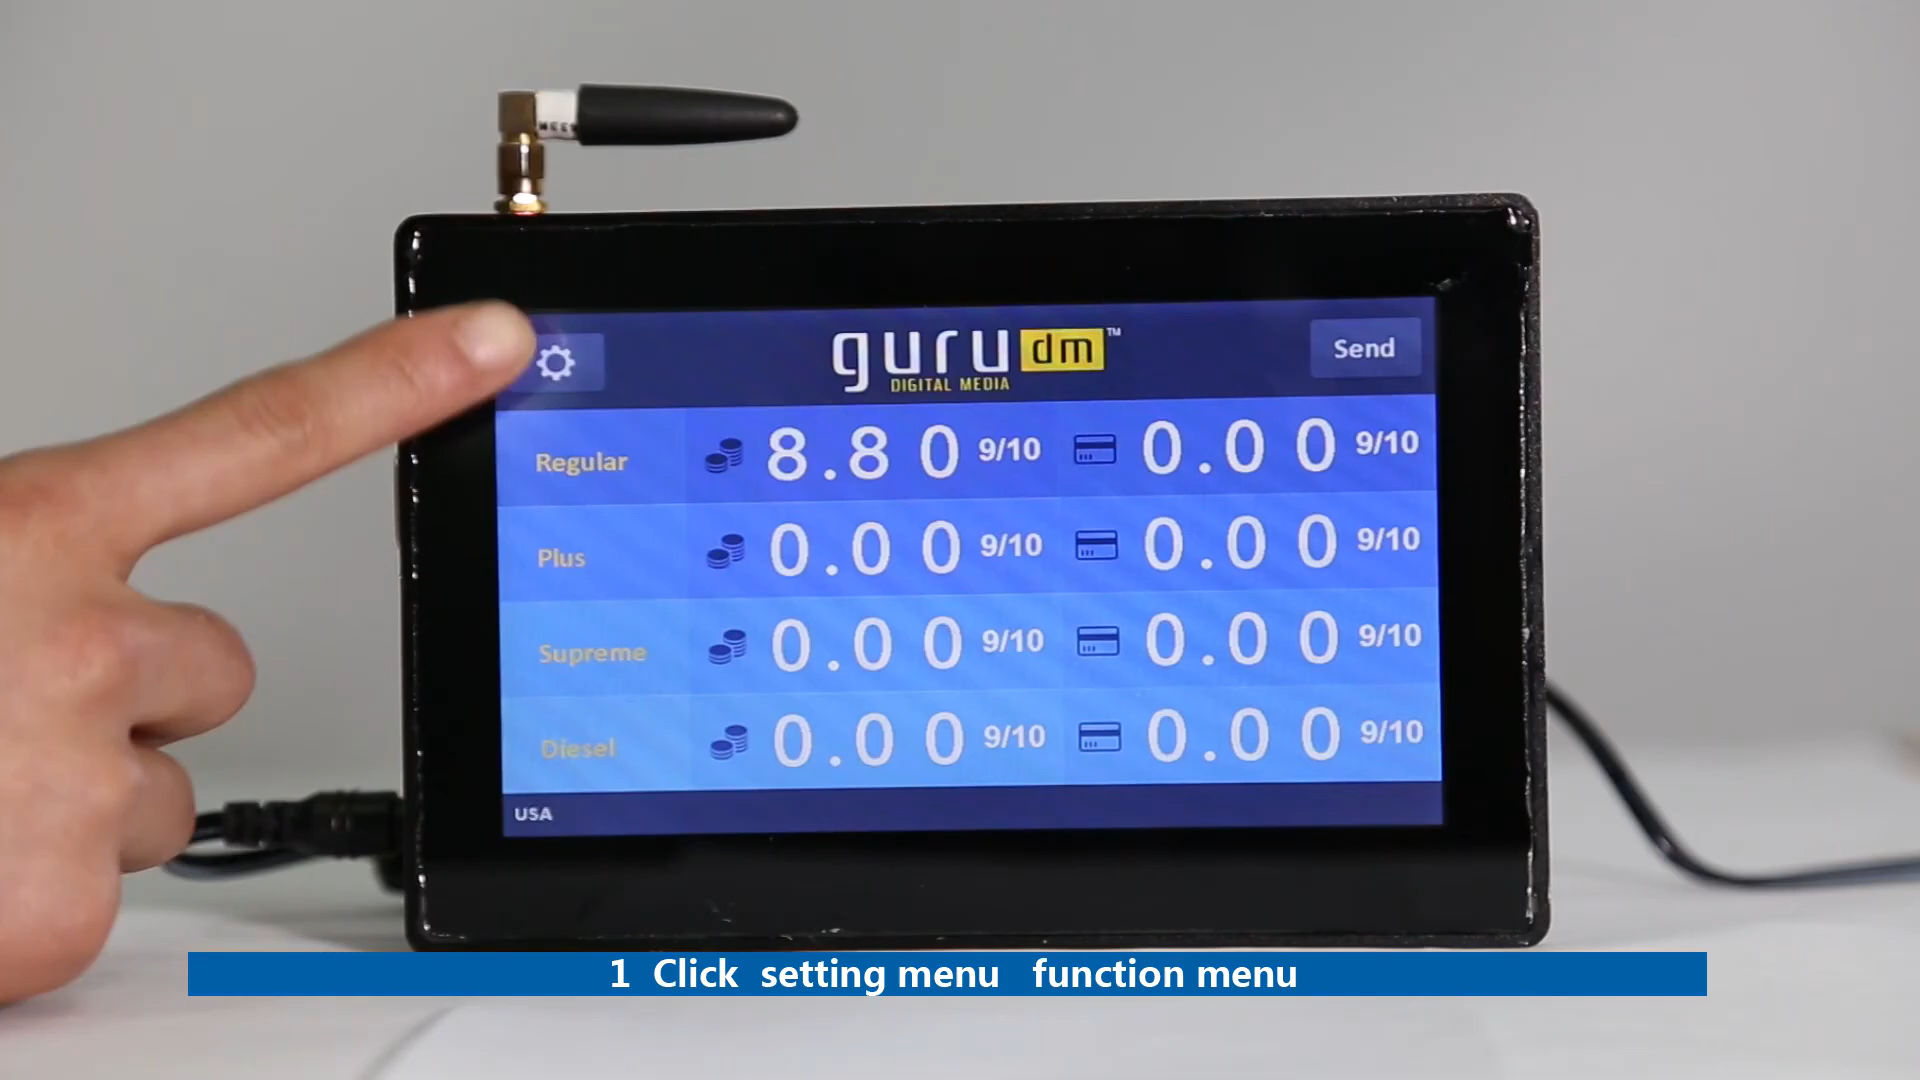 guru dm ™
DIGITAL MEDIA
Send
Regular 8.80 9/10 0.00 9/10
Plus 0.00 9/10 0.00 9/10
Supreme 0.00 9/10 0.00 9/10
Diesel 0.00 9/10 0.00 9/10
USA
1 Click setting menu function menu